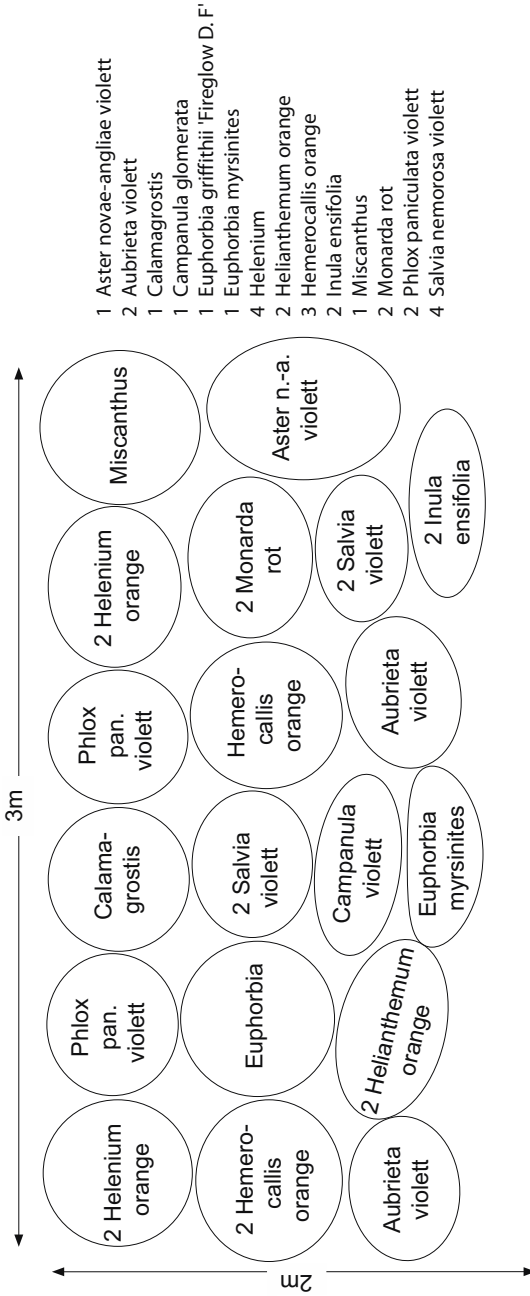 3m
2m
2 Helenium
orange
Phlox
pan.
violett
Calama-
grostis
Phlox
pan.
violett
2 Helenium
orange
Miscanthus
2 Hemero-
callis
orange
Euphorbia
2 Salvia
violett
Hemero-
callis
orange
2 Monarda
rot
Aster n.-a.
violett
Aubrieta
violett
2 Helianthemum
orange
Campanula
violett
Euphorbia
myrsinites
Aubrieta
violett
2 Salvia
violett
2 Inula
ensifolia
1 Aster novae-angliae violett
2 Aubrieta violett
1 Calamagrostis
1 Campanula glomerata
1 Euphorbia griffithii 'Fireglow D. F'
1 Euphorbia myrsinites
4 Helenium
2 Helianthemum orange
3 Hemerocallis orange
2 Inula ensifolia
1 Miscanthus
2 Monarda rot
2 Phlox paniculata violett
4 Salvia nemorosa violett